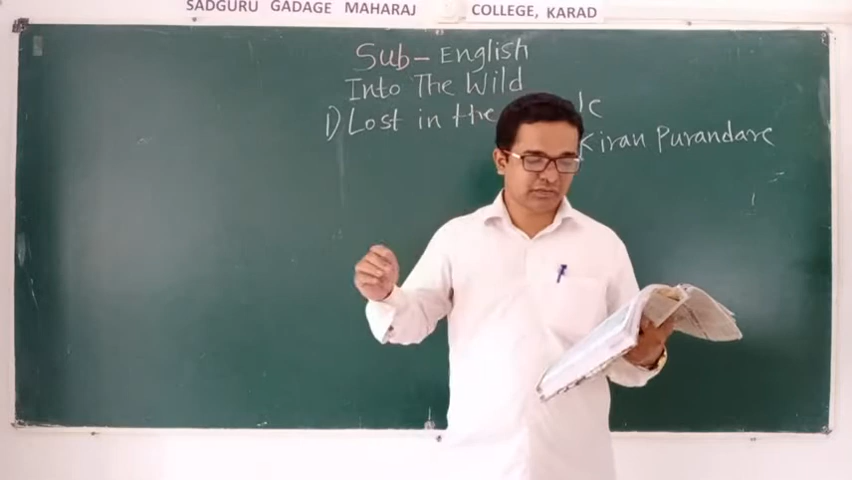 SADGURU GADAGE MAHARAJ COLLEGE, KARAD
Sub- English
Into The Wild
1) Lost in the
Kiran Purandare